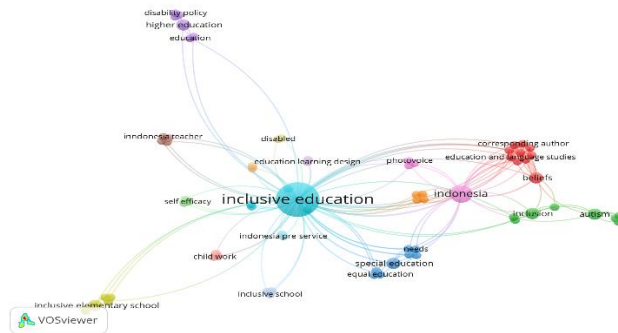 disability policy
higher education
education
inndonesia teacher
disabled
education learning design
photovoice
corresponding author
education and language studies
beliefs
self efficacy
inclusive education
indonesia
inclusion
autism
indonesia pre service
child work
needs
special education
equal education
inclusive school
inclusive elementary school
VOSviewer